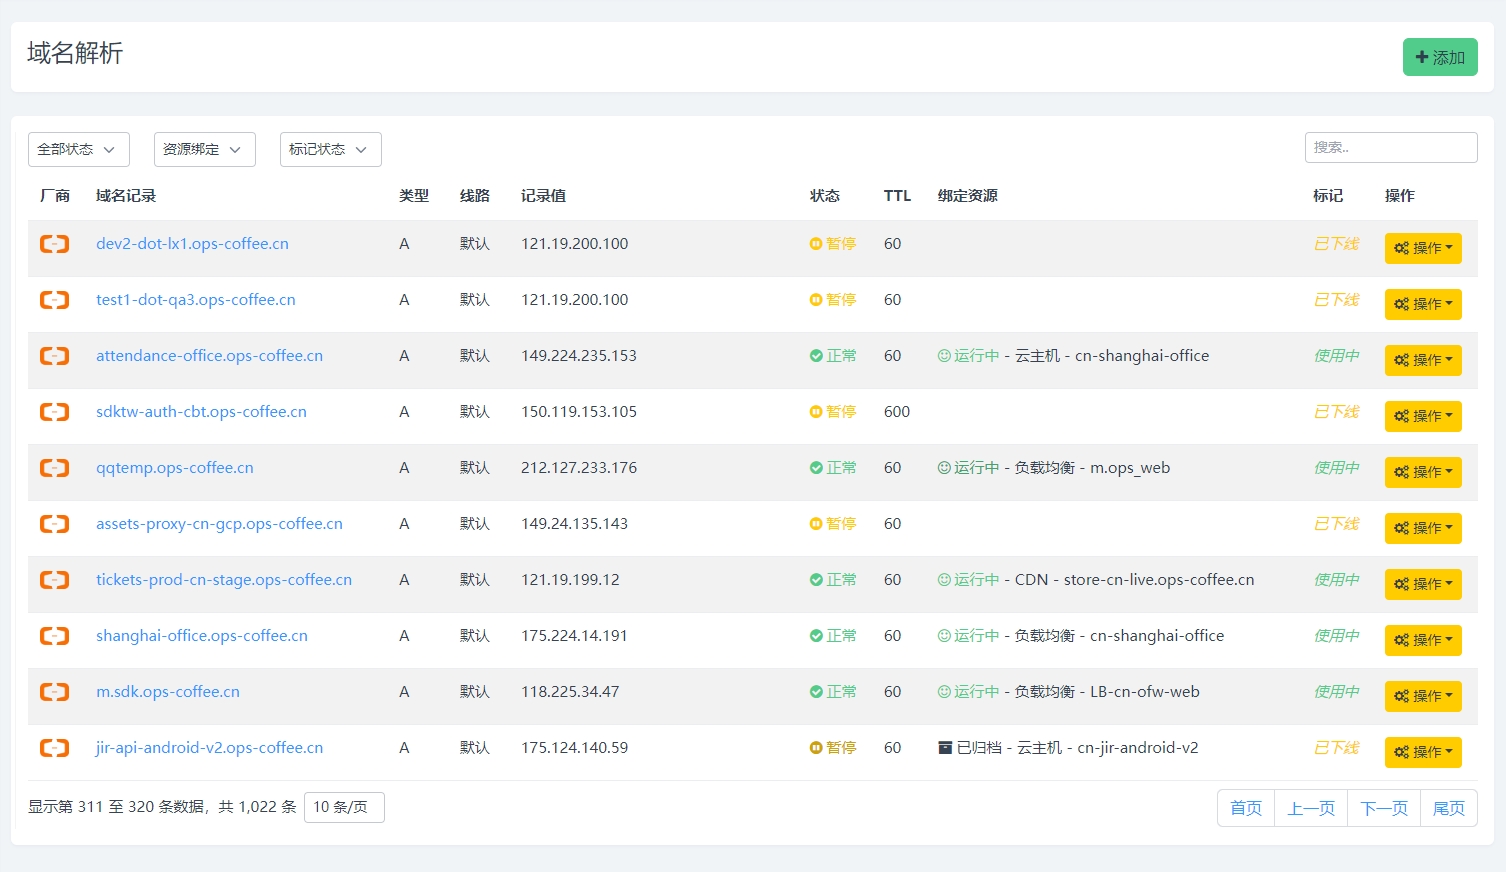 域名解析
添加
全部状态 资源绑定 标记状态 搜索..
厂商 域名记录 类型 线路 记录值 状态 TTL 绑定资源 标记 操作
dev2-dot-lx1.ops-coffee.cn A 默认 121.19.200.100 暂停 60 已下线 操作
test1-dot-qa3.ops-coffee.cn A 默认 121.19.200.100 暂停 60 已下线 操作
attendance-office.ops-coffee.cn A 默认 149.224.235.153 正常 60 运行中 - 云主机 - cn-shanghai-office 使用中 操作
sdktw-auth-cbt.ops-coffee.cn A 默认 150.119.153.105 暂停 600 已下线 操作
qqtemp.ops-coffee.cn A 默认 212.127.233.176 正常 60 运行中 - 负载均衡 - m.ops_web 使用中 操作
assets-proxy-cn-gcp.ops-coffee.cn A 默认 149.24.135.143 暂停 60 已下线 操作
tickets-prod-cn-stage.ops-coffee.cn A 默认 121.19.199.12 正常 60 运行中 - CDN - store-cn-live.ops-coffee.cn 使用中 操作
shanghai-office.ops-coffee.cn A 默认 175.224.14.191 正常 60 运行中 - 负载均衡 - cn-shanghai-office 使用中 操作
m.sdk.ops-coffee.cn A 默认 118.225.34.47 正常 60 运行中 - 负载均衡 - LB-cn-ofw-web 使用中 操作
jir-api-android-v2.ops-coffee.cn A 默认 175.124.140.59 暂停 60 已归档 - 云主机 - cn-jir-android-v2 已下线 操作
显示第 311 至 320 条数据，共 1,022 条 10 条/页 首页 上一页 下一页 尾页